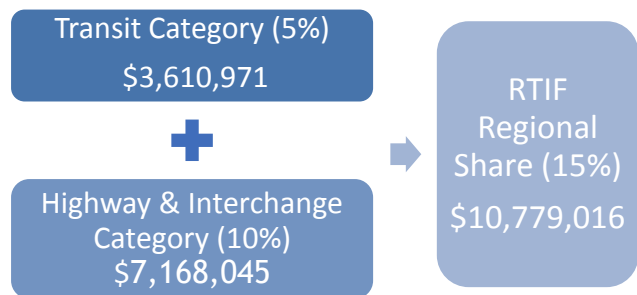 Transit Category (5%)
$3,610,971
Highway & Interchange
Category (10%)
$7,168,045
RTIF
Regional
Share (15%)
$10,779,016